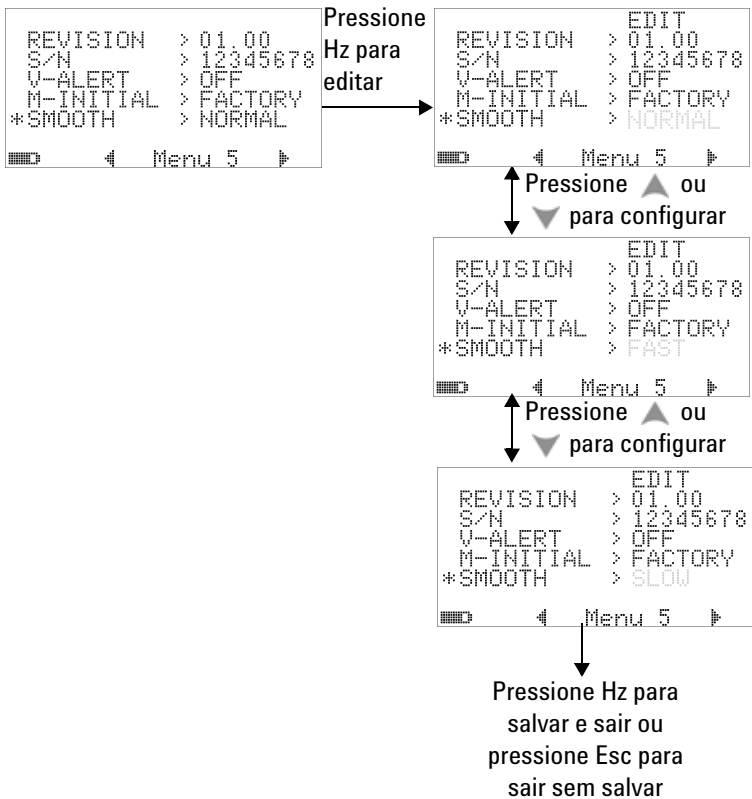 REVISION > 01.00
S/N > 12345678
V-ALERT > OFF
M-INITIAL > FACTORY
*SMOOTH > NORMAL
Menu 5
Pressione
Hz para
editar
EDIT
REVISION > 01.00
S/N > 12345678
V-ALERT > OFF
M-INITIAL > FACTORY
*SMOOTH > NORMAL
Menu 5
Pressione ou
para configurar
EDIT
REVISION > 01.00
S/N > 12345678
V-ALERT > OFF
M-INITIAL > FACTORY
*SMOOTH > FAST
Menu 5
Pressione ou
para configurar
EDIT
REVISION > 01.00
S/N > 12345678
V-ALERT > OFF
M-INITIAL > FACTORY
*SMOOTH > SLOW
Menu 5
Pressione Hz para
salvar e sair ou
pressione Esc para
sair sem salvar